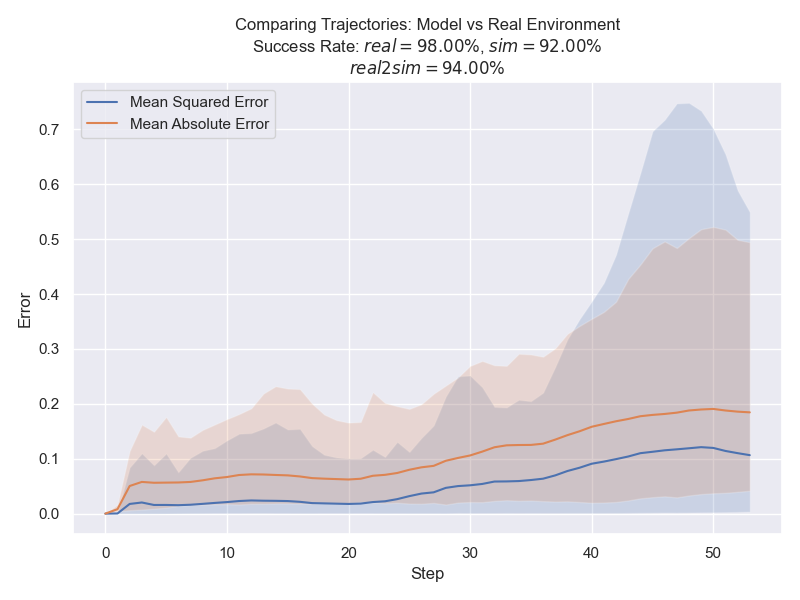 Comparing Trajectories: Model vs Real Environment
Success Rate: real = 98.00%, sim = 92.00%
real2sim = 94.00%
Mean Squared Error
Mean Absolute Error
Error
0.7
0.6
0.5
0.4
0.3
0.2
0.1
0.0
0 10 20 30 40 50
Step